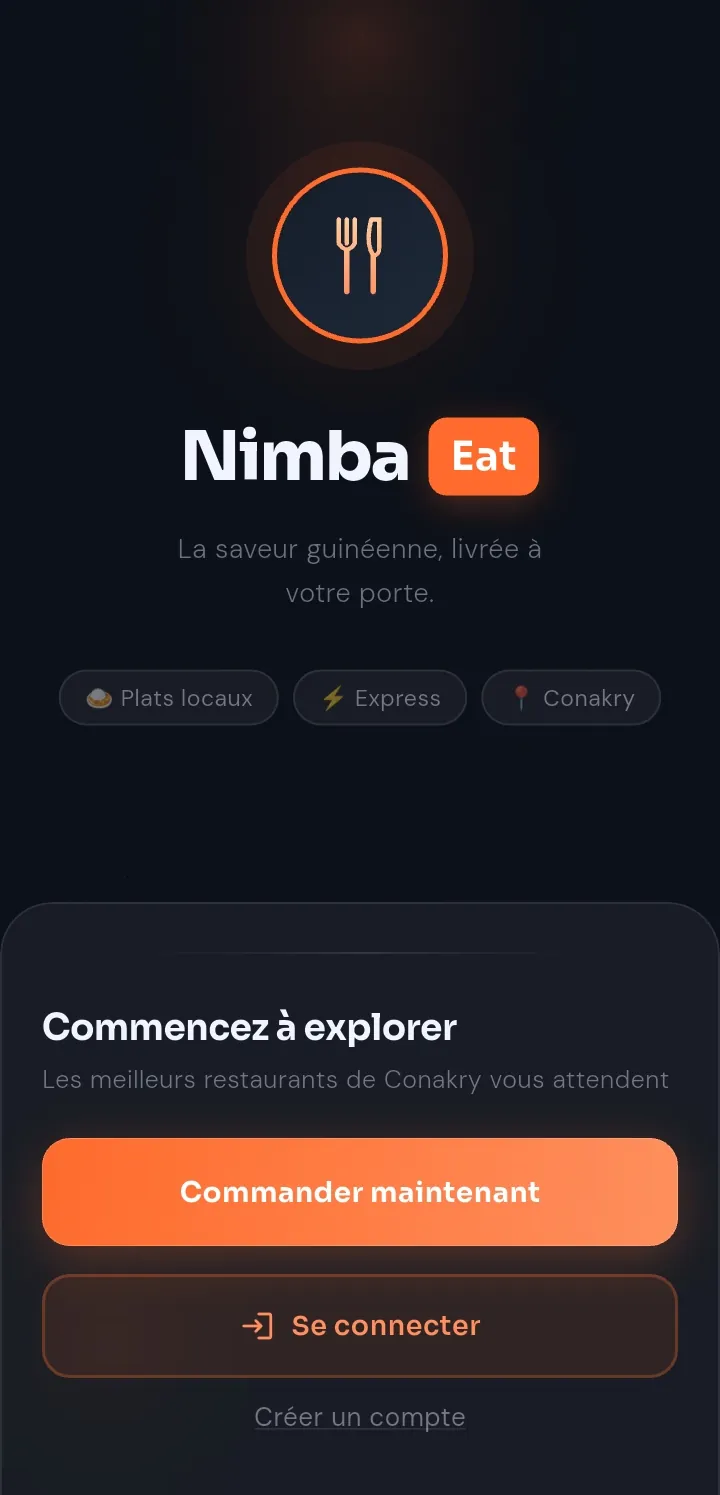 Nimba Eat
La saveur guinéenne, livrée à
votre porte.
🍛 Plats locaux ⚡ Express 📍 Conakry
Commencez à explorer
Les meilleurs restaurants de Conakry vous attendent
Commander maintenant
Se connecter
Créer un compte